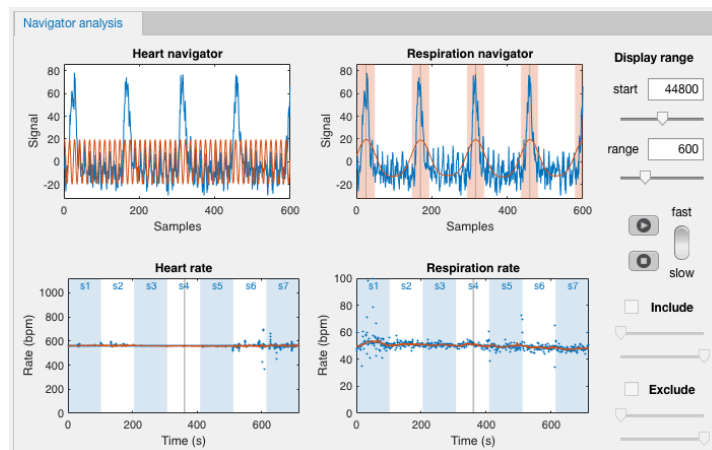 Navigator analysis
Heart navigator
80
60
40
20
0
-20
Signal
0 200 400 600
Samples
Respiration navigator
80
60
40
20
0
-20
Signal
0 200 400 600
Samples
Display range
start 44800
range 600
fast
slow
Heart rate
s1 s2 s3 s4 s5 s6 s7
1000
800
600
400
200
0
Rate (bpm)
0 200 400 600
Time (s)
Respiration rate
s1 s2 s3 s4 s5 s6 s7
100
80
60
40
20
0
Rate (bpm)
0 200 400 600
Time (s)
Include
Exclude